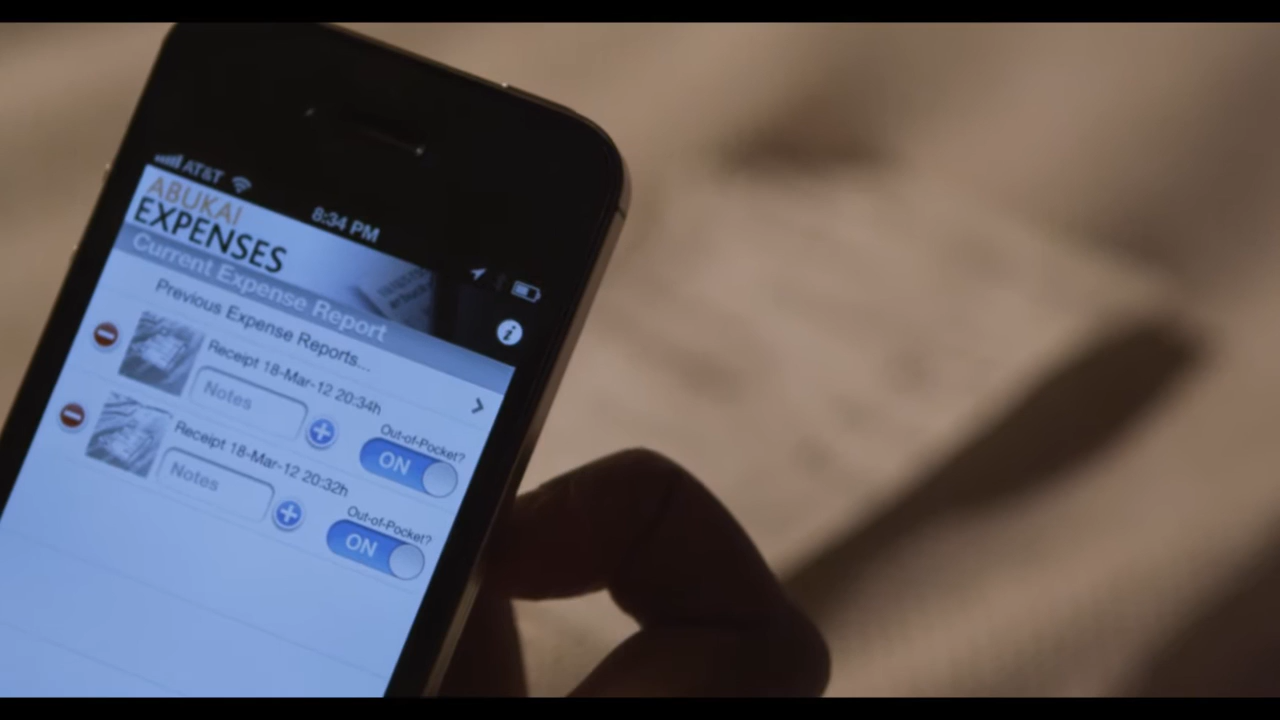 AT&T
8:34 PM
ABUKAI
EXPENSES
Current Expense Report
Previous Expense Reports...
Receipt 18-Mar-12 20:34h
Notes
Out-of-Pocket?
ON
Receipt 18-Mar-12 20:32h
Notes
Out-of-Pocket?
ON